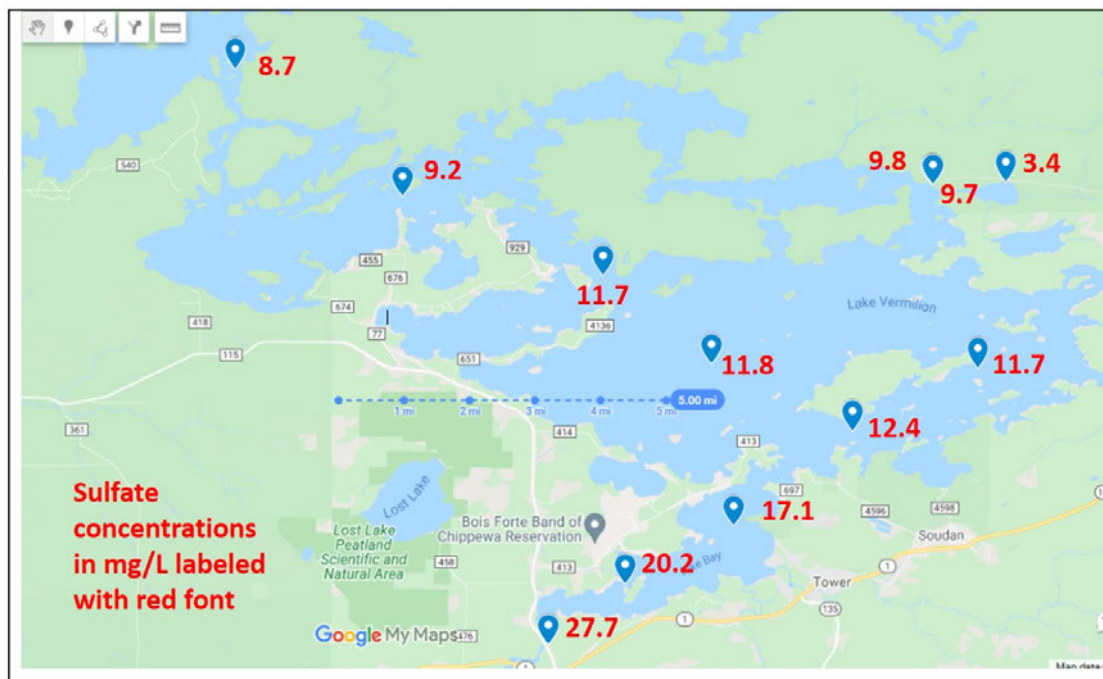 8.7
540
9.2
9.8
3.4
9.7
929
455
676
11.7
Lake Vermilion
674
418
77
4136
115
651
11.8
11.7
5.00 mi
1 mi
2 mi
3 mi
4 mi
5 mi
361
414
413
12.4
Sulfate
concentrations
in mg/L labeled
with red font
Lost Lake
697
17.1
4596
4598
Bois Forte Band of
Chippewa Reservation
Soudan
Lost Lake
Peatland
Scientific and
Natural Area
458
413
20.2
Bay
1
Tower
135
1
27.7
1
Google My Maps
476
1
Map data